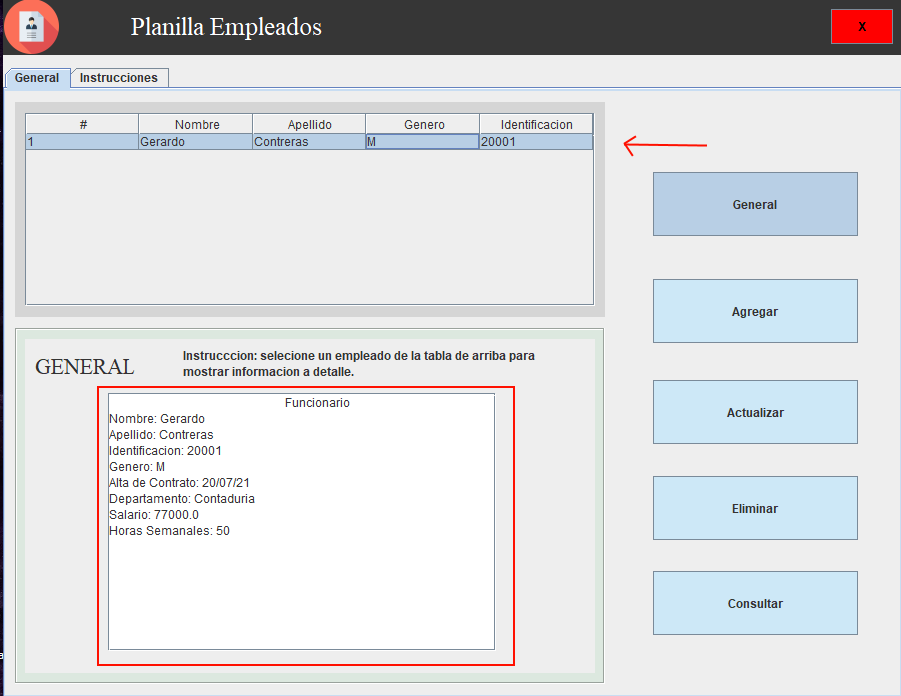 Planilla Empleados
X
General Instrucciones
# Nombre Apellido Genero Identificacion
1 Gerardo Contreras M 20001
General
Agregar
GENERAL
Instrucccion: selecione un empleado de la tabla de arriba para
mostrar informacion a detalle.
Funcionario
Nombre: Gerardo
Apellido: Contreras
Identificacion: 20001
Genero: M
Alta de Contrato: 20/07/21
Departamento: Contaduria
Salario: 77000.0
Horas Semanales: 50
Actualizar
Eliminar
Consultar